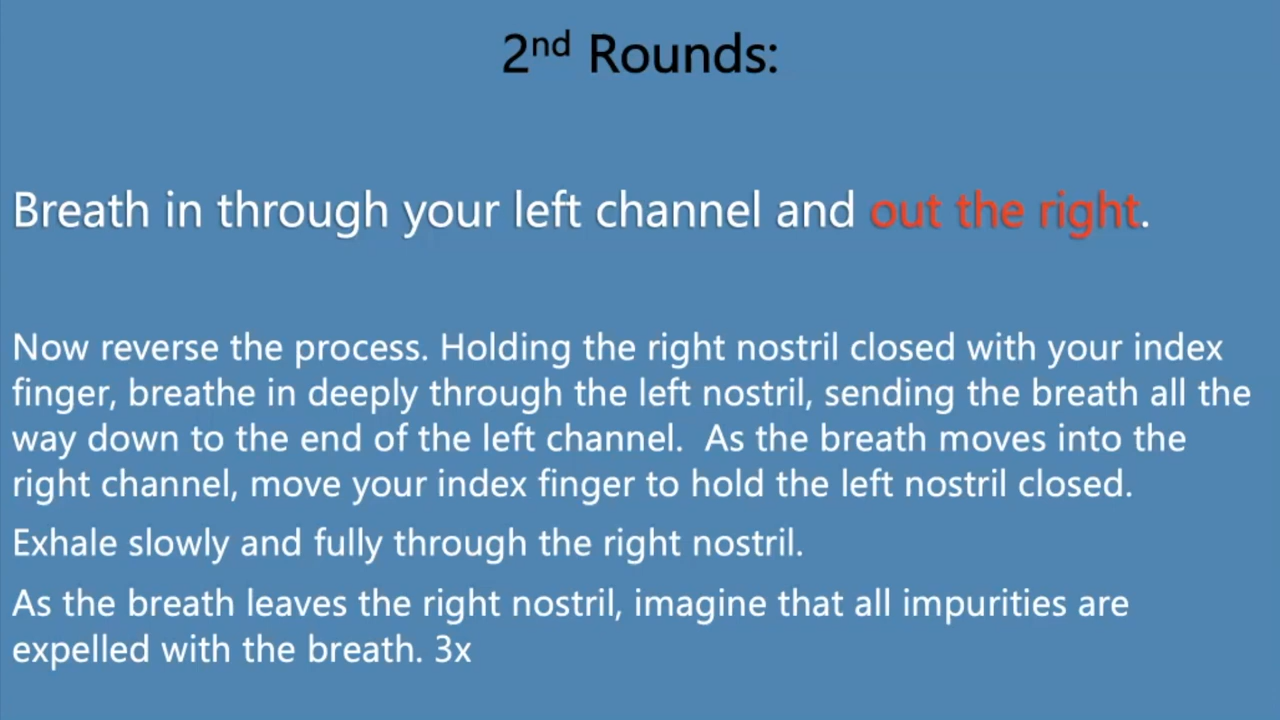 2nd Rounds:
Breath in through your left channel and out the right.
Now reverse the process. Holding the right nostril closed with your index
finger, breathe in deeply through the left nostril, sending the breath all the
way down to the end of the left channel.  As the breath moves into the
right channel, move your index finger to hold the left nostril closed.
Exhale slowly and fully through the right nostril.
As the breath leaves the right nostril, imagine that all impurities are
expelled with the breath. 3x